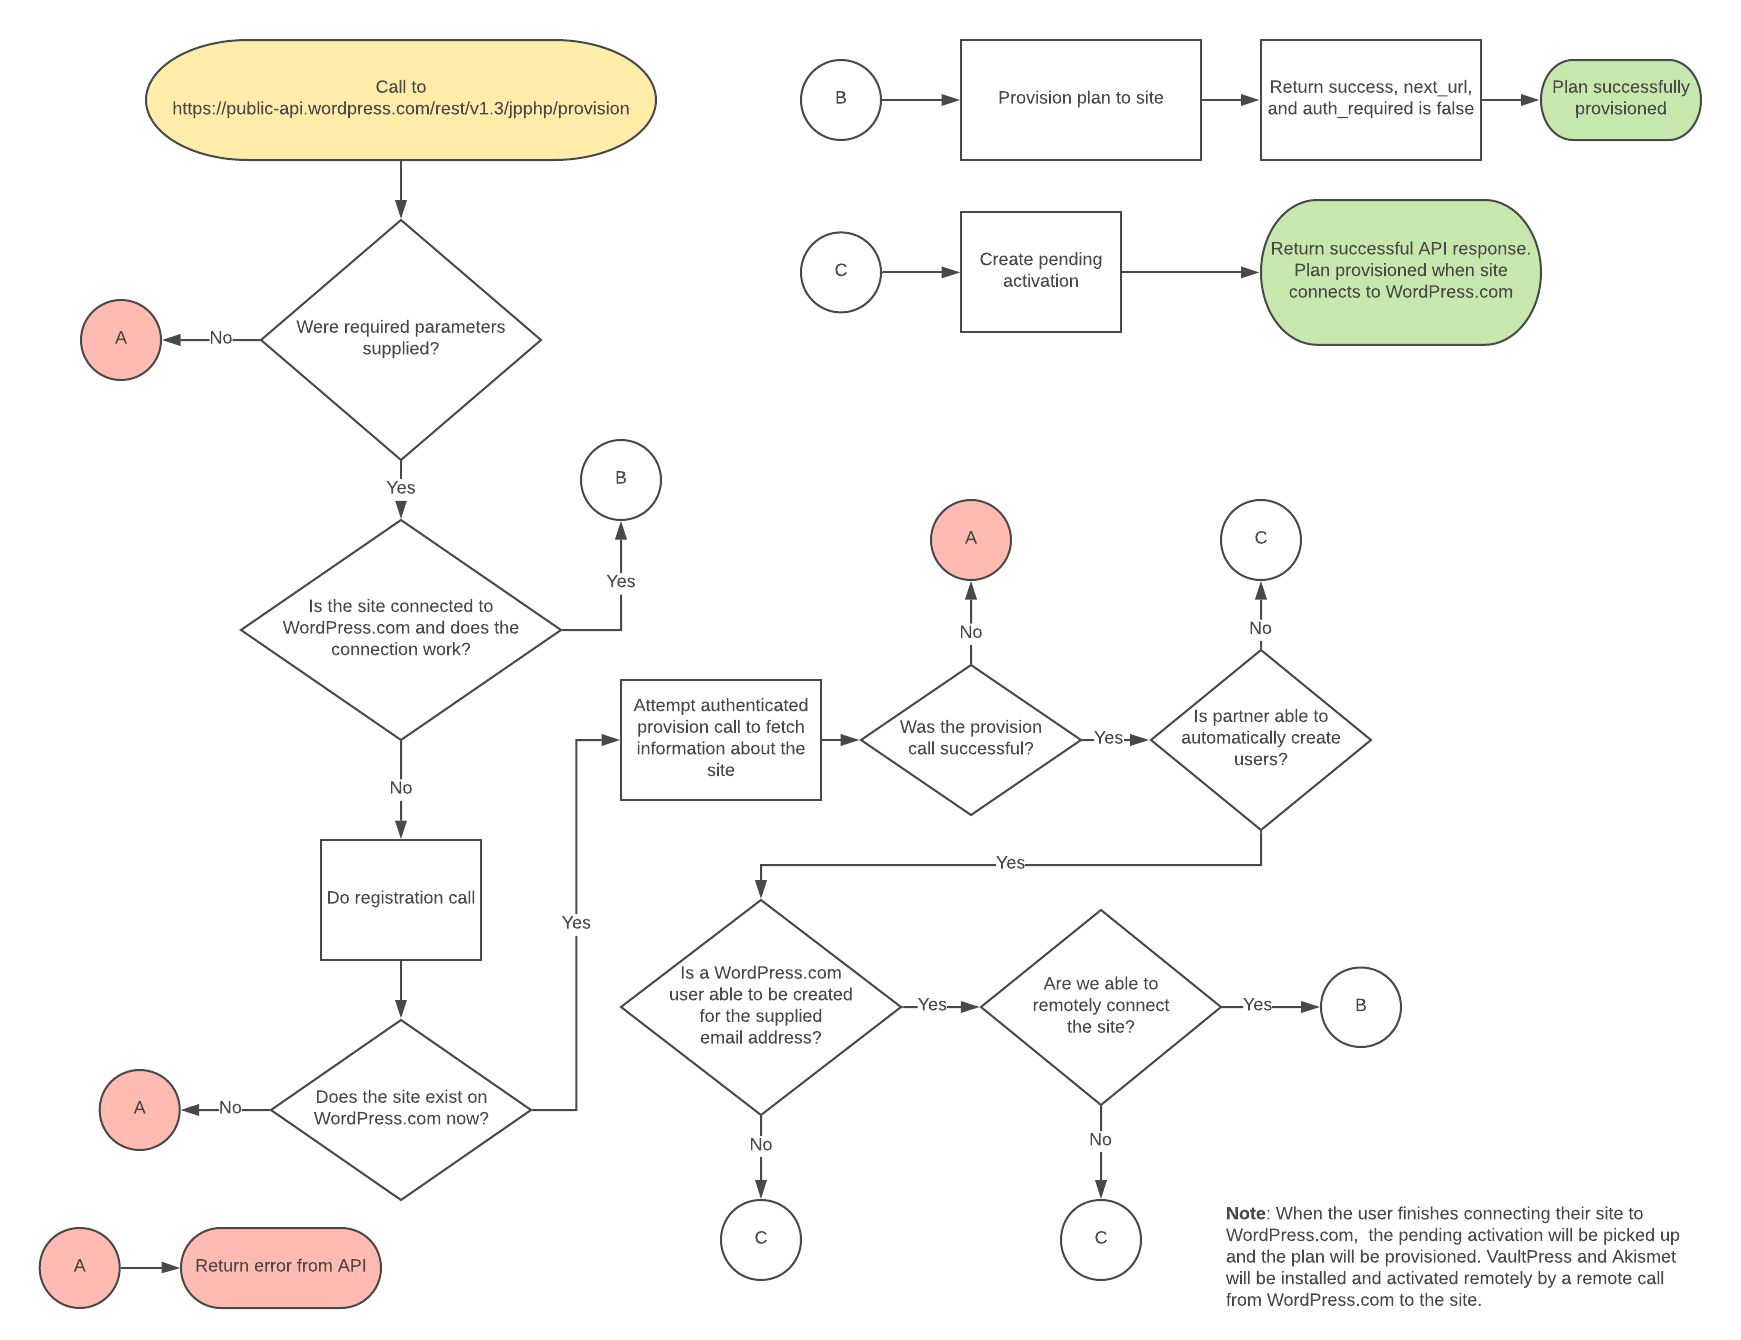 Call to
https://public-api.wordpress.com/rest/v1.3/jpphp/provision
Were required parameters
supplied?
No
A
Yes
Is the site connected to
WordPress.com and does the
connection work?
Yes
B
No
Do registration call
Does the site exist on
WordPress.com now?
No
A
Yes
A
Return error from API
B
Provision plan to site
Return success, next_url,
and auth_required is false
Plan successfully
provisioned
C
Create pending
activation
Return successful API response.
Plan provisioned when site
connects to WordPress.com
Attempt authenticated
provision call to fetch
information about the
site
Was the provision
call successful?
No
A
Yes
Is partner able to
automatically create
users?
No
C
Yes
Is a WordPress.com
user able to be created
for the supplied
email address?
No
C
Yes
Are we able to
remotely connect
the site?
Yes
B
No
C
Note: When the user finishes connecting their site to
WordPress.com,  the pending activation will be picked up
and the plan will be provisioned. VaultPress and Akismet
will be installed and activated remotely by a remote call
from WordPress.com to the site.